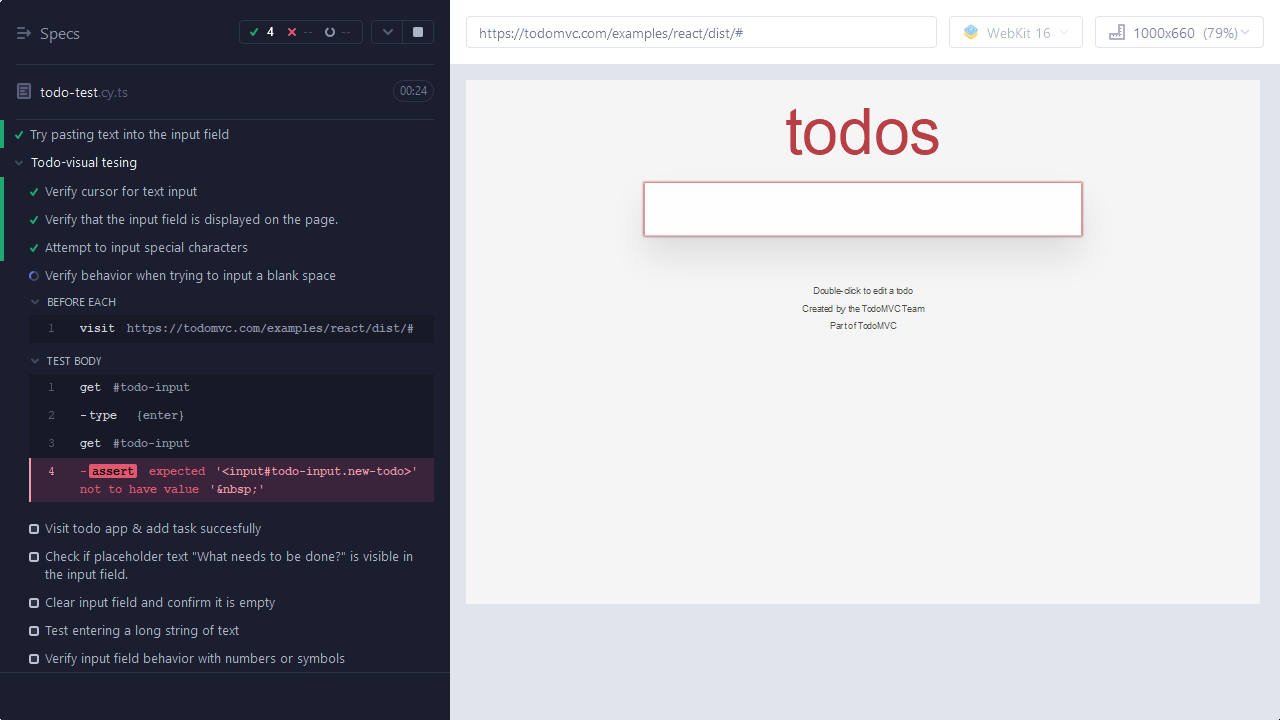 Specs
4
--
--
todo-test.cy.ts
00:24
Try pasting text into the input field
Todo-visual tesing
Verify cursor for text input
Verify that the input field is displayed on the page.
Attempt to input special characters
Verify behavior when trying to input a blank space
BEFORE EACH
1 visit https://todomvc.com/examples/react/dist/#
TEST BODY
1 get #todo-input
2 -type {enter}
3 get #todo-input
4 -assert expected '<input#todo-input.new-todo>'
not to have value '&nbsp;'
Visit todo app & add task succesfully
Check if placeholder text "What needs to be done?" is visible in
the input field.
Clear input field and confirm it is empty
Test entering a long string of text
Verify input field behavior with numbers or symbols
https://todomvc.com/examples/react/dist/#
WebKit 16
1000x660 (79%)
todos
Double-click to edit a todo
Created by the TodoMVC Team
Part of TodoMVC